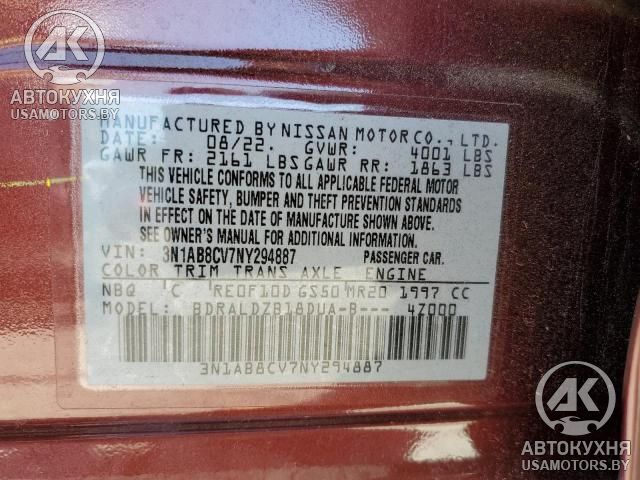 AK
АВТОКУХНЯ
USAMOTORS.BY
MANUFACTURED BY NISSAN MOTOR CO., LTD.
DATE: 08/22. GVWR: 4001 LBS
GAWR FR: 2161 LBS GAWR RR: 1863 LBS
THIS VEHICLE CONFORMS TO ALL APPLICABLE FEDERAL MOTOR
VEHICLE SAFETY, BUMPER AND THEFT PREVENTION STANDARDS
IN EFFECT ON THE DATE OF MANUFACTURE SHOWN ABOVE.
SEE OWNER'S MANUAL FOR ADDITIONAL INFORMATION.
VIN: 3N1AB8CV7NY294887 PASSENGER CAR.
COLOR TRIM TRANS AXLE ENGINE
NBQ 'C 'RE0F10D GS50'MR20 1997 CC
MODEL: BDRALDZB18DUA-B--- 4Z000
3N1AB8CV7NY294887
AK
АВТОКУХНЯ
USAMOTORS.BY